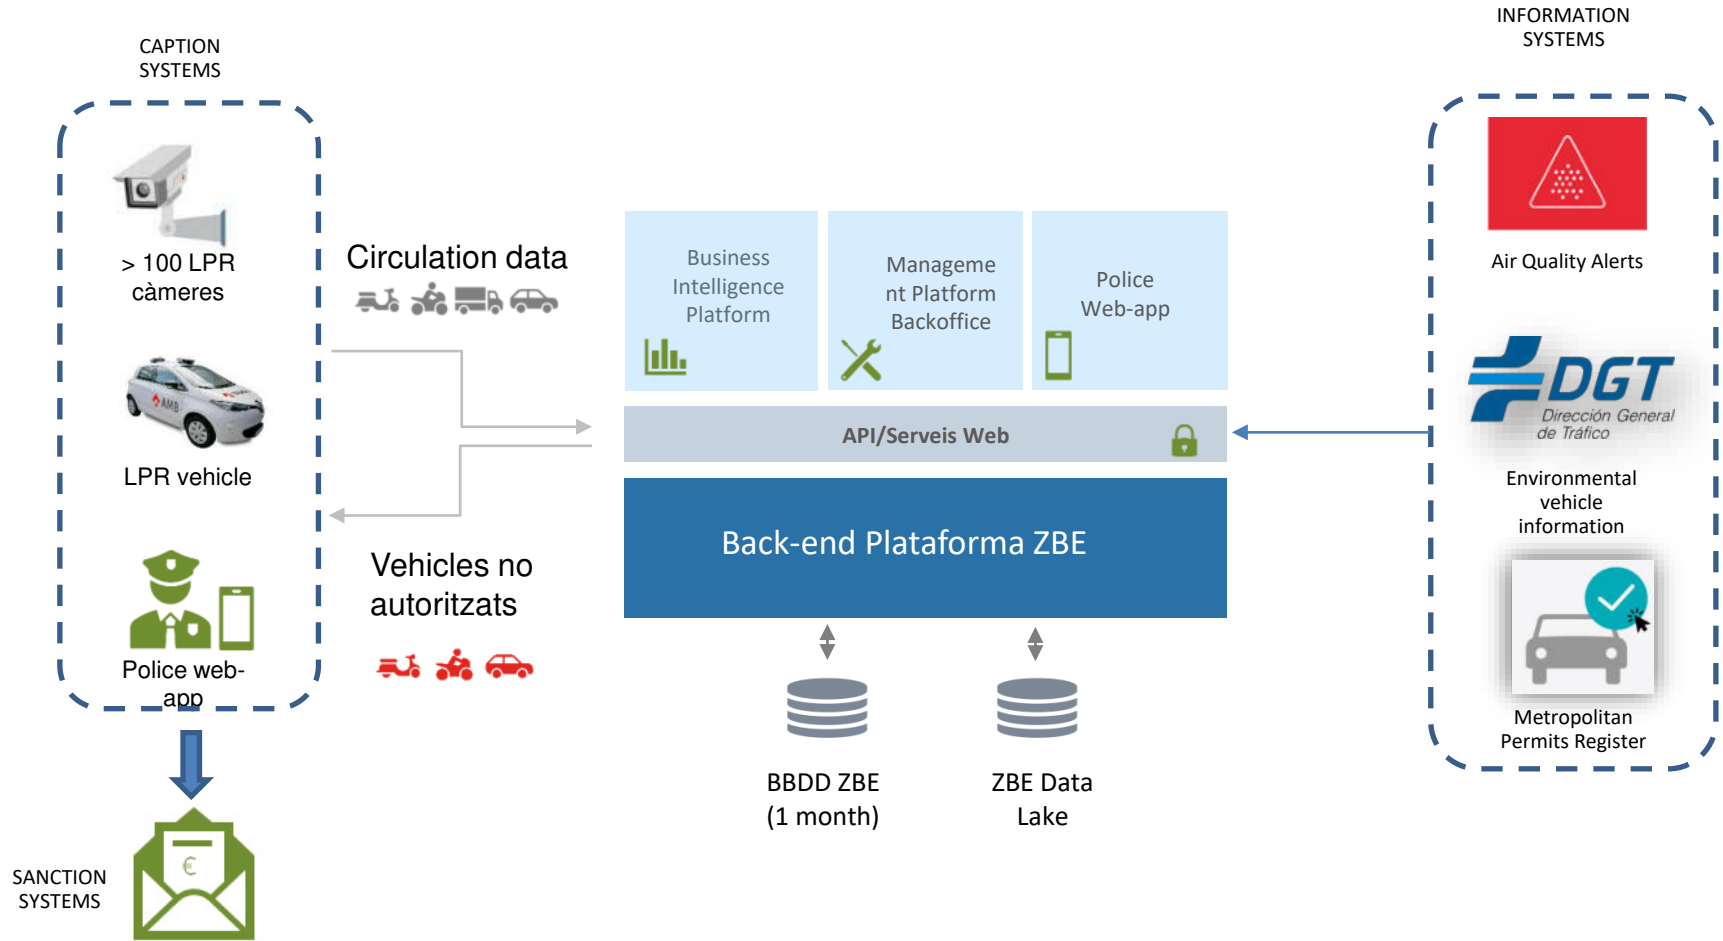 CAPTION
SYSTEMS
> 100 LPR
càmeres
AMB
LPR vehicle
Police web-
app
SANCTION
SYSTEMS
€
Circulation data
Vehicles no
autoritzats
Business
Intelligence
Platform
Manageme
nt Platform
Backoffice
Police
Web-app
API/Serveis Web
Back-end Plataforma ZBE
BBDD ZBE
(1 month)
ZBE Data
Lake
INFORMATION
SYSTEMS
Air Quality Alerts
DGT
Dirección General
de Tráfico
Environmental
vehicle
information
Metropolitan
Permits Register